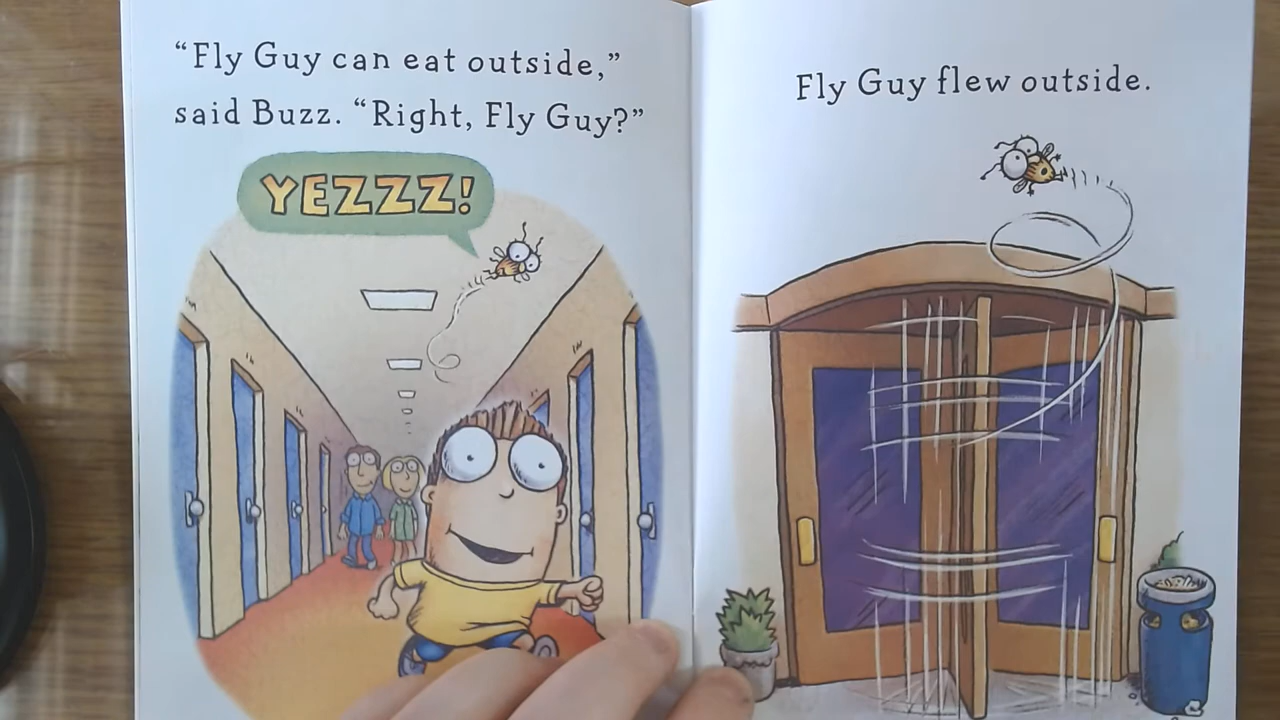 “Fly Guy can eat outside,”
said Buzz. “Right, Fly Guy?”
YEZZZ!
Fly Guy flew outside.